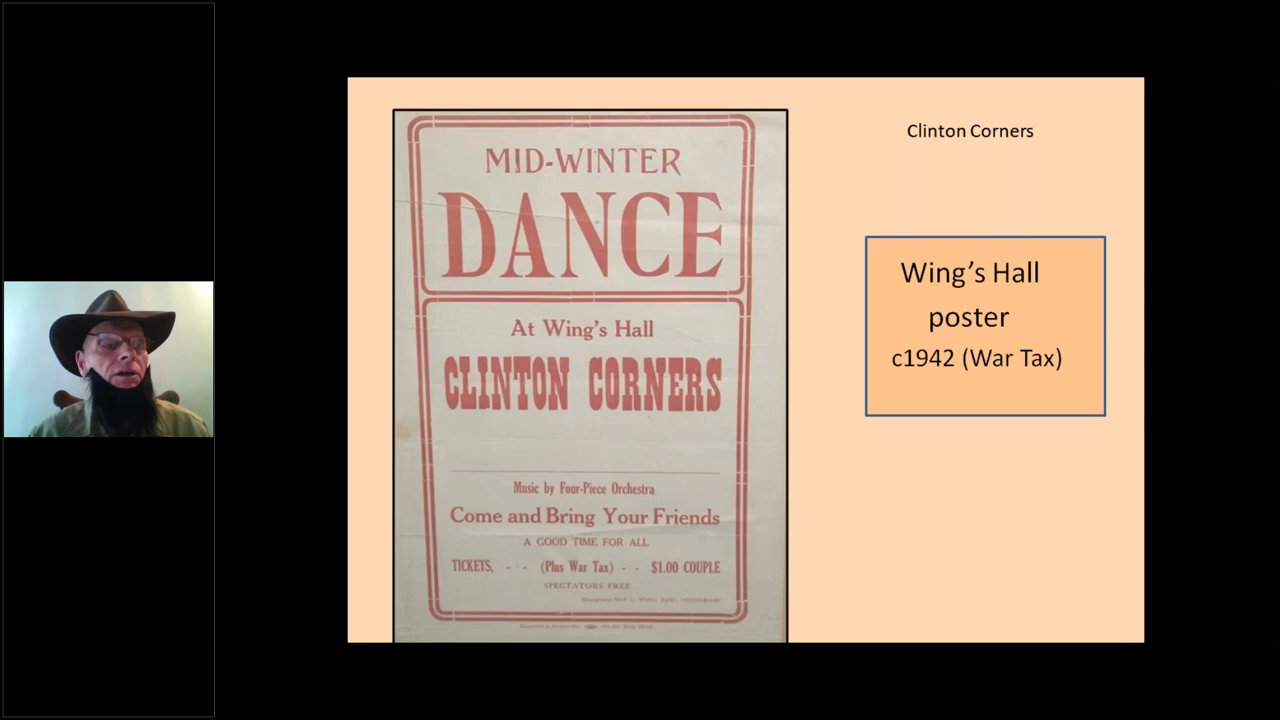 Clinton Corners
MID-WINTER
DANCE
At Wing's Hall
CLINTON CORNERS
Music by Four-Piece Orchestra
Come and Bring Your Friends
A GOOD TIME FOR ALL
TICKETS, - - - (Plus War Tax) - - $1.00 COUPLE
SPECTATORS FREE
Wing’s Hall
poster
c1942 (War Tax)